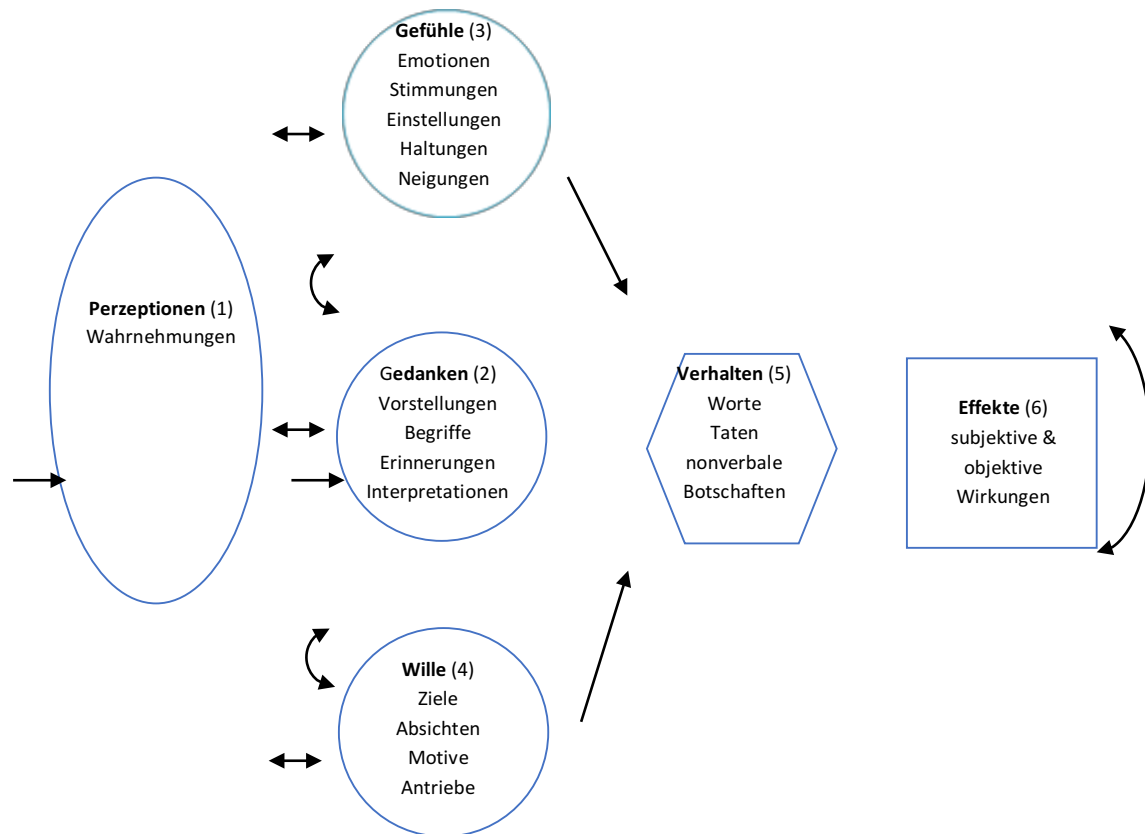 Gefühle (3)
Emotionen
Stimmungen
Einstellungen
Haltungen
Neigungen
Perzeptionen (1)
Wahrnehmungen
Gedanken (2)
Vorstellungen
Begriffe
Erinnerungen
Interpretationen
Verhalten (5)
Worte
Taten
nonverbale
Botschaften
Effekte (6)
subjektive &
objektive
Wirkungen
Wille (4)
Ziele
Absichten
Motive
Antriebe